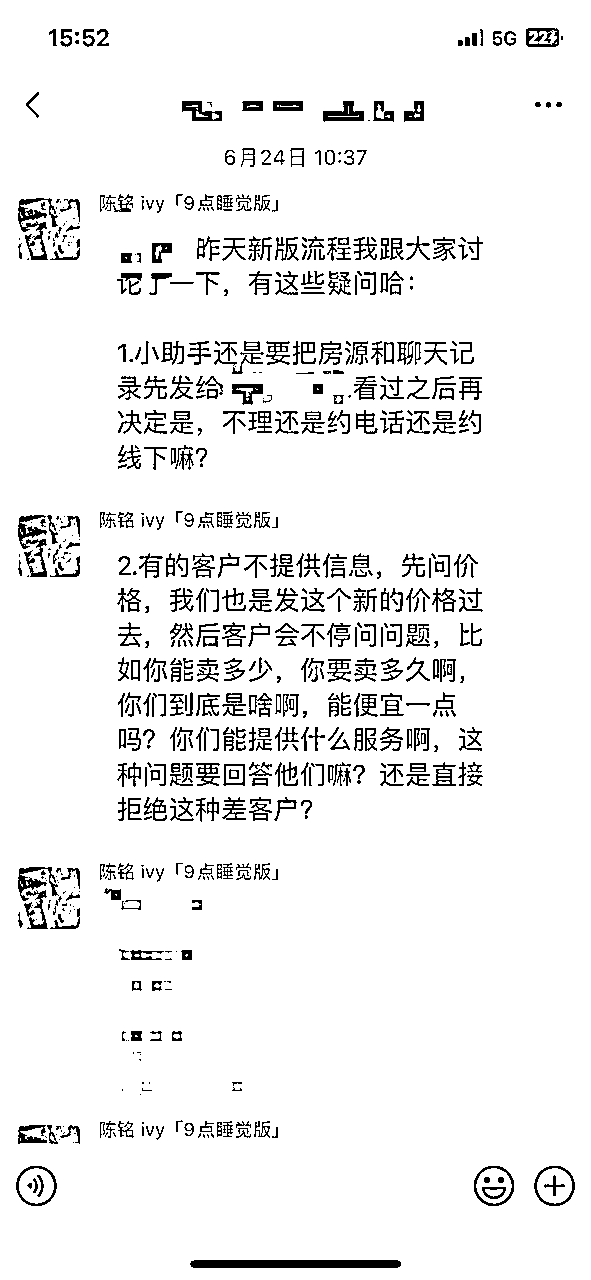 15:52
5G 22
6月24日 10:37
陈铭 ivy「9点睡觉版」
昨天新版流程我跟大家讨
论了一下，有这些疑问哈：
1.小助手还是要把房源和聊天记
录先发给
看过之后再
决定是，不理还是约电话还是约
线下嘛？
陈铭 ivy「9点睡觉版」
2.有的客户不提供信息，先问价
格，我们也是发这个新的价格过
去，然后客户会不停问问题，比
如你能卖多少，你要卖多久啊，
你们到底是啥啊，能便宜一点
吗？你们能提供什么服务啊，这
种问题要回答他们嘛？还是直接
拒绝这种差客户？
陈铭 ivy「9点睡觉版」
陈铭 ivy「9点睡觉版」